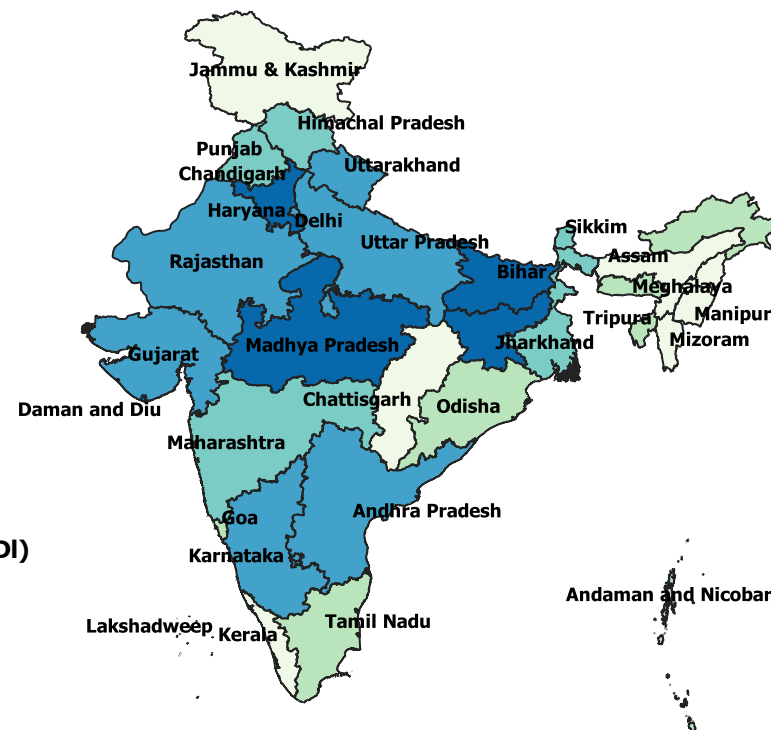 Jammu & Kashmir
Himachal Pradesh
Punjab
Uttarakhand
Chandigarh
Haryana
Delhi
Sikkim
Uttar Pradesh
Assam
Rajasthan
Bihar
Meghalaya
Manipur
Tripura
Mizoram
Jharkhand
Madhya Pradesh
Gujarat
Chattisgarh
Odisha
Daman and Diu
Maharashtra
Andhra Pradesh
Goa
DI)
Karnataka
Andaman and Nicobar
Tamil Nadu
Lakshadweep
Kerala